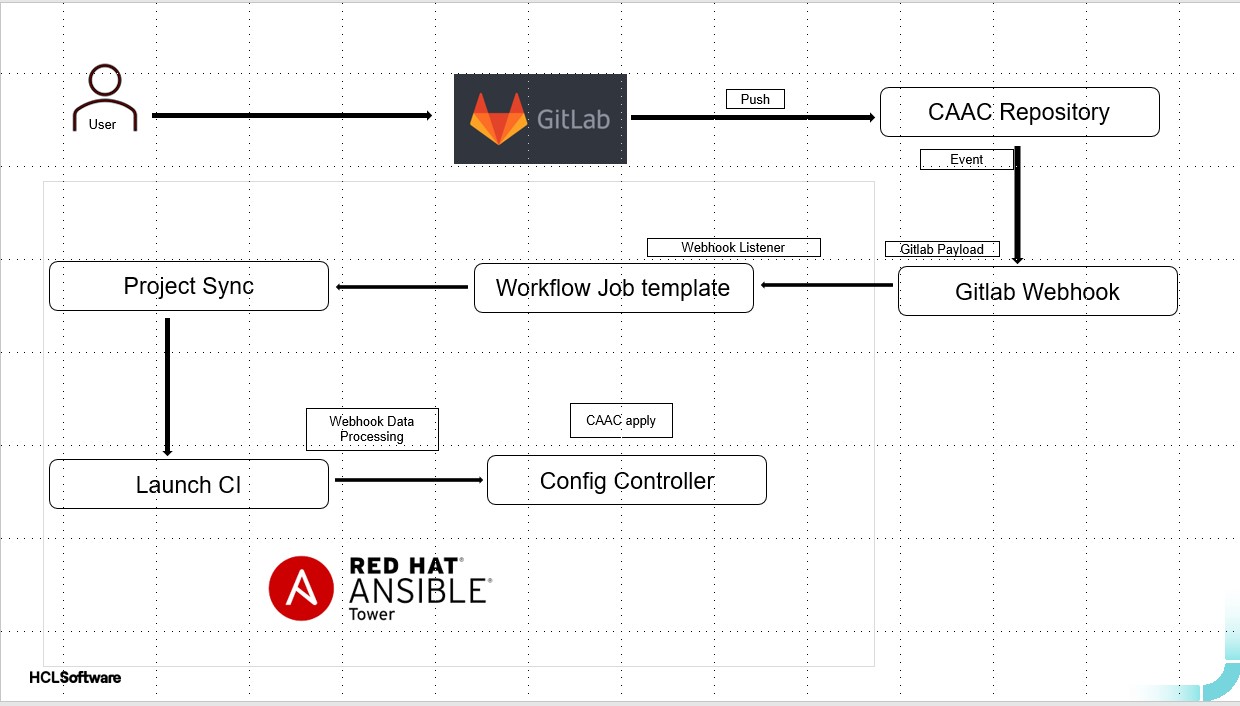 User
GitLab
Push
CAAC Repository
Event
Webhook Listener
Gitlab Payload
Project Sync
Workflow Job template
Gitlab Webhook
Webhook Data
Processing
CAAC apply
Launch CI
Config Controller
RED HAT®
ANSIBLE®
Tower
HCLSoftware